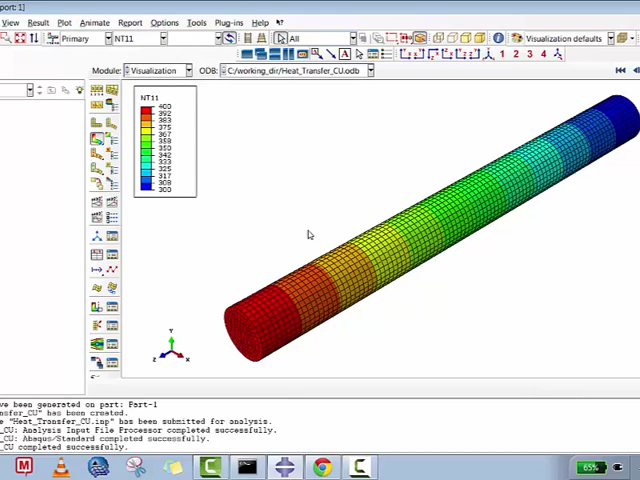 port: 1]
View Result Plot Animate Report Options Tools Plug-ins Help
Primary NT11 All Visualization defaults
1 2 3 4
Module: Visualization ODB: C:/working_dir/Heat_Transfer_CU.odb
NT11
400
392
383
375
367
358
350
342
333
325
317
308
300
Y
Z X
ve been generated on part: Part-1
nsfer_CU" has been created.
e "Heat_Transfer_CU.inp" has been submitted for analysis.
_CU: Analysis Input File Processor completed successfully.
_CU: Abaqus/Standard completed successfully.
_CU completed successfully.
M
65%